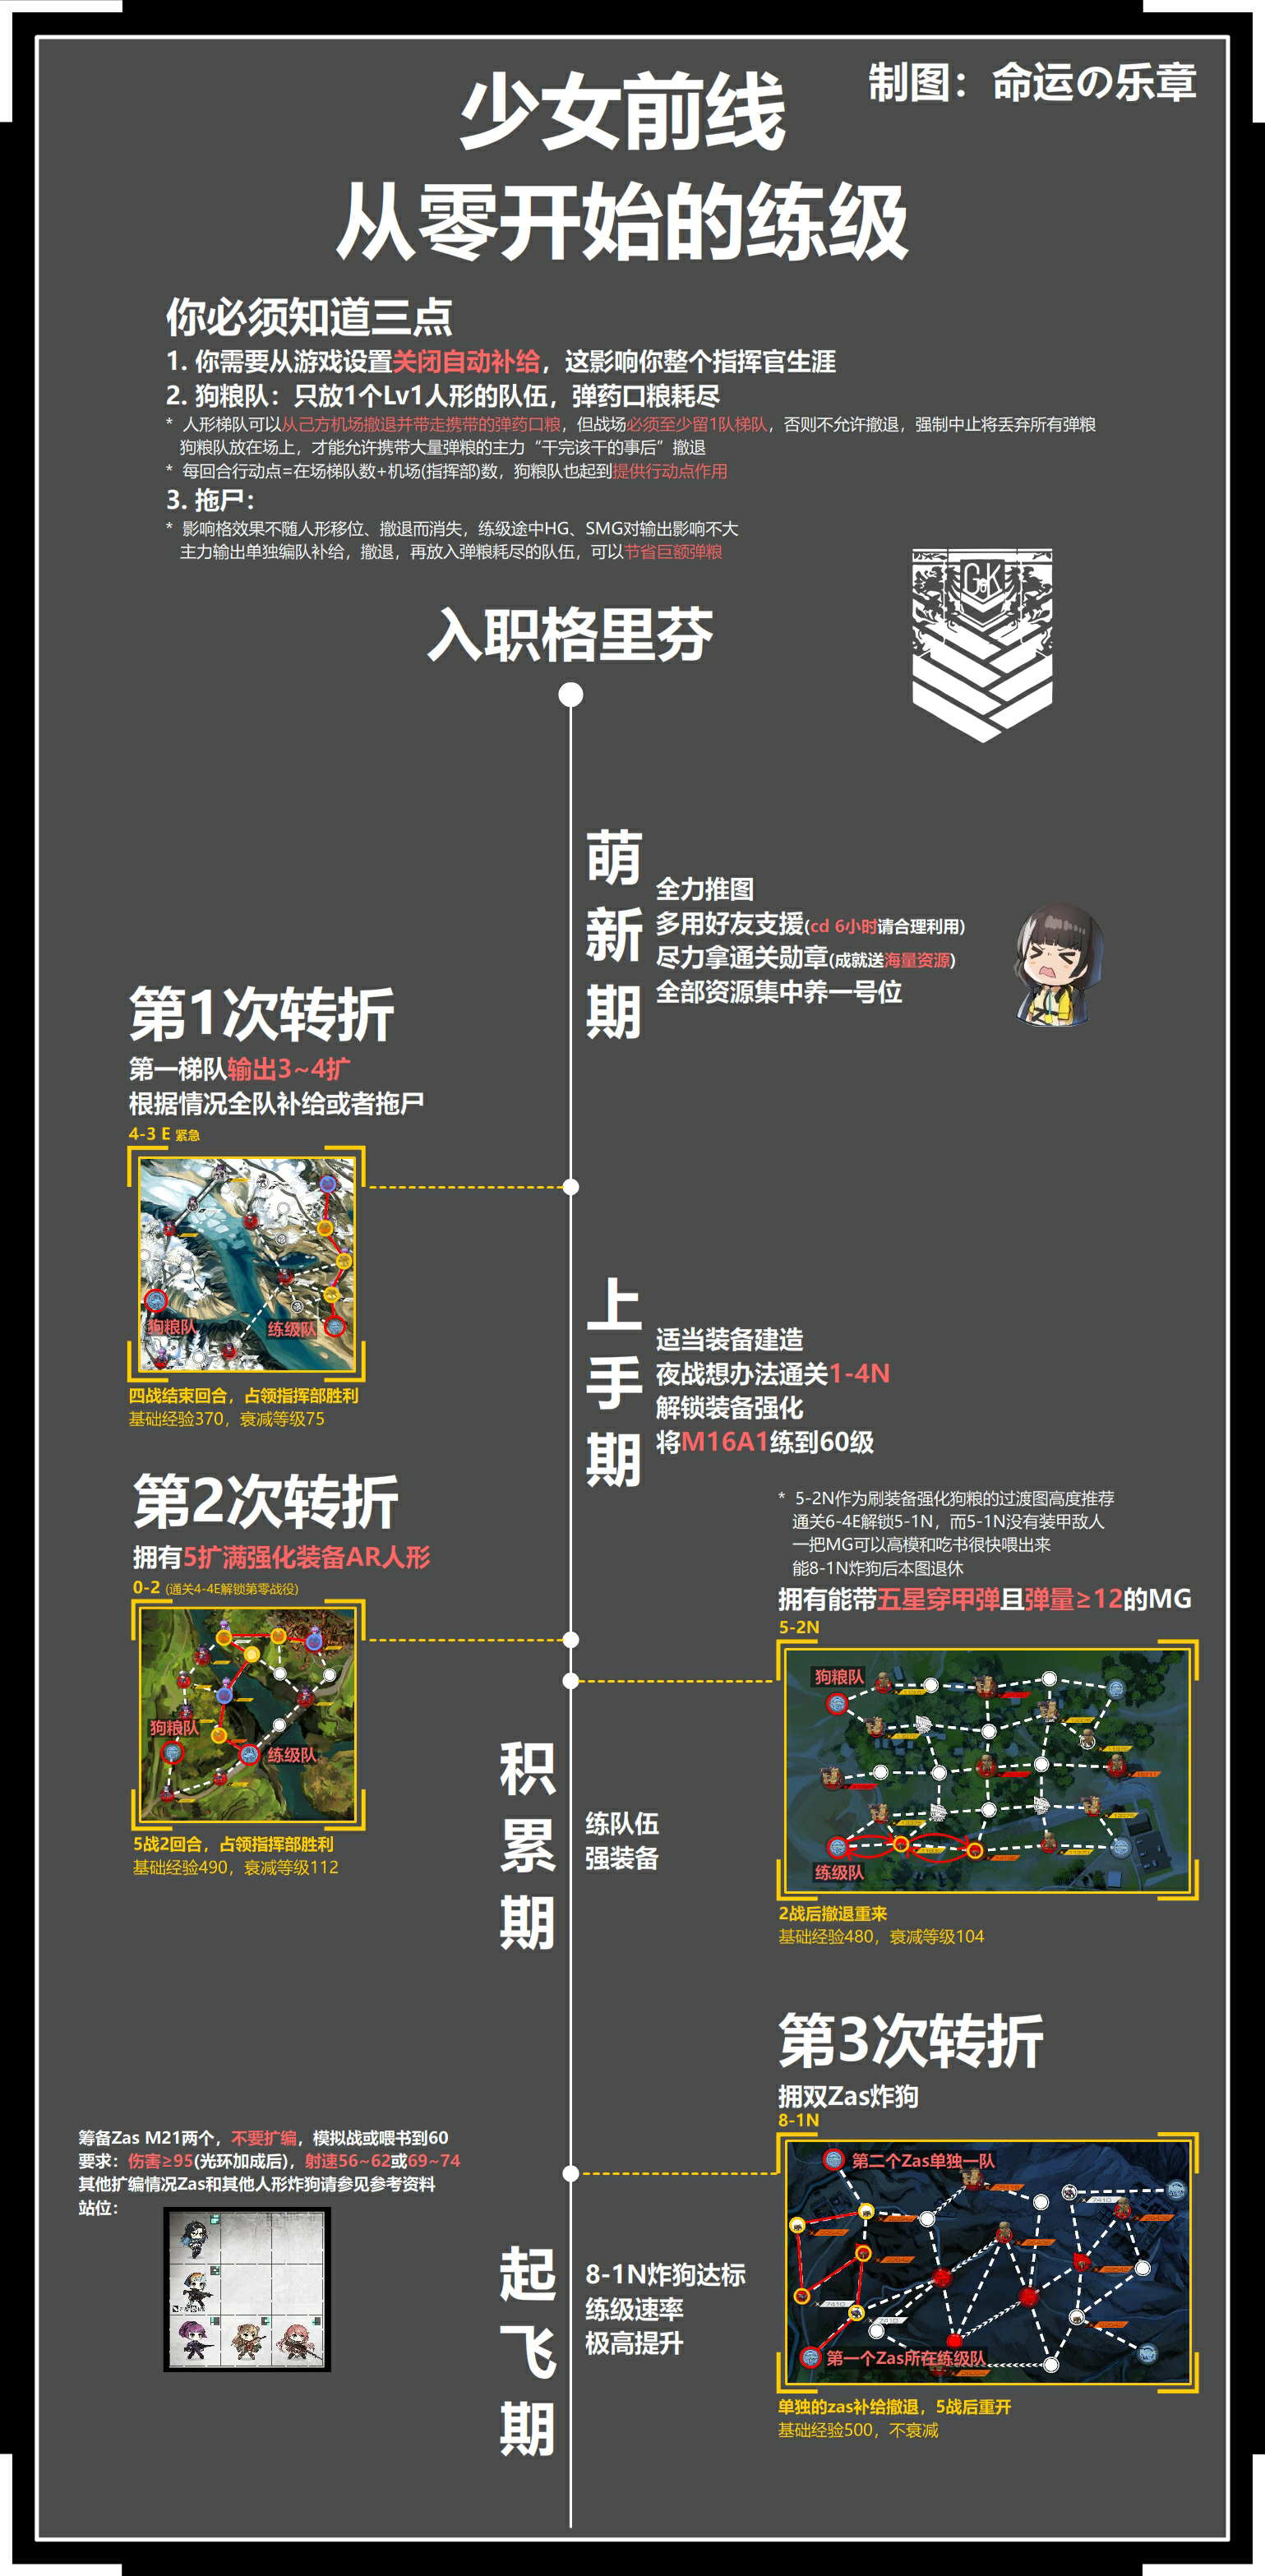 制图：命运の乐章
少女前线
从零开始的练级
你必须知道三点
1. 你需要从游戏设置关闭自动补给，这影响你整个指挥官生涯
2. 狗粮队：只放1个Lv1人形的队伍，弹药口粮耗尽
* 人形梯队可以从己方机场撤退并带走携带的弹药口粮，但战场必须至少留1队梯队，否则不允许撤退，强制中止将丢弃所有弹粮
狗粮队放在场上，才能允许携带大量弹粮的主力“干完该干的事后”撤退
* 每回合行动点=在场梯队数+机场(指挥部)数，狗粮队也起到提供行动点作用
3. 拖尸：
* 影响格效果不随人形移位、撤退而消失，练级途中HG、SMG对输出影响不大
主力输出单独编队补给，撤退，再放入弹粮耗尽的队伍，可以节省巨额弹粮
G&K
入职格里芬
萌新期
全力推图
多用好友支援(cd 6小时请合理利用)
尽力拿通关勋章(成就送海量资源)
全部资源集中养一号位
第1次转折
第一梯队输出3~4扩
根据情况全队补给或者拖尸
4-3 E 紧急
狗粮队
练级队
四战结束回合，占领指挥部胜利
基础经验370，衰减等级75
上手期
适当装备建造
夜战想办法通关1-4N
解锁装备强化
将M16A1练到60级
第2次转折
拥有5扩满强化装备AR人形
0-2 (通关4-4E解锁第零战役)
狗粮队
练级队
5战2回合，占领指挥部胜利
基础经验490，衰减等级112
* 5-2N作为刷装备强化狗粮的过渡图高度推荐
通关6-4E解锁5-1N，而5-1N没有装甲敌人
一把MG可以高模和吃书很快喂出来
能8-1N炸狗后本图退休
拥有能带五星穿甲弹且弹量≥12的MG
5-2N
狗粮队
练级队
2战后撤退重来
基础经验480，衰减等级104
积累期
练队伍
强装备
第3次转折
拥双Zas炸狗
8-1N
第二个Zas单独一队
第一个Zas所在练级队
单独的zas补给撤退，5战后重开
基础经验500，不衰减
筹备Zas M21两个，不要扩编，模拟战或喂书到60
要求：伤害≥95(光环加成后)，射速56~62或69~74
其他扩编情况Zas和其他人形炸狗请参见参考资料
站位：
起飞期
8-1N炸狗达标
练级速率
极高提升